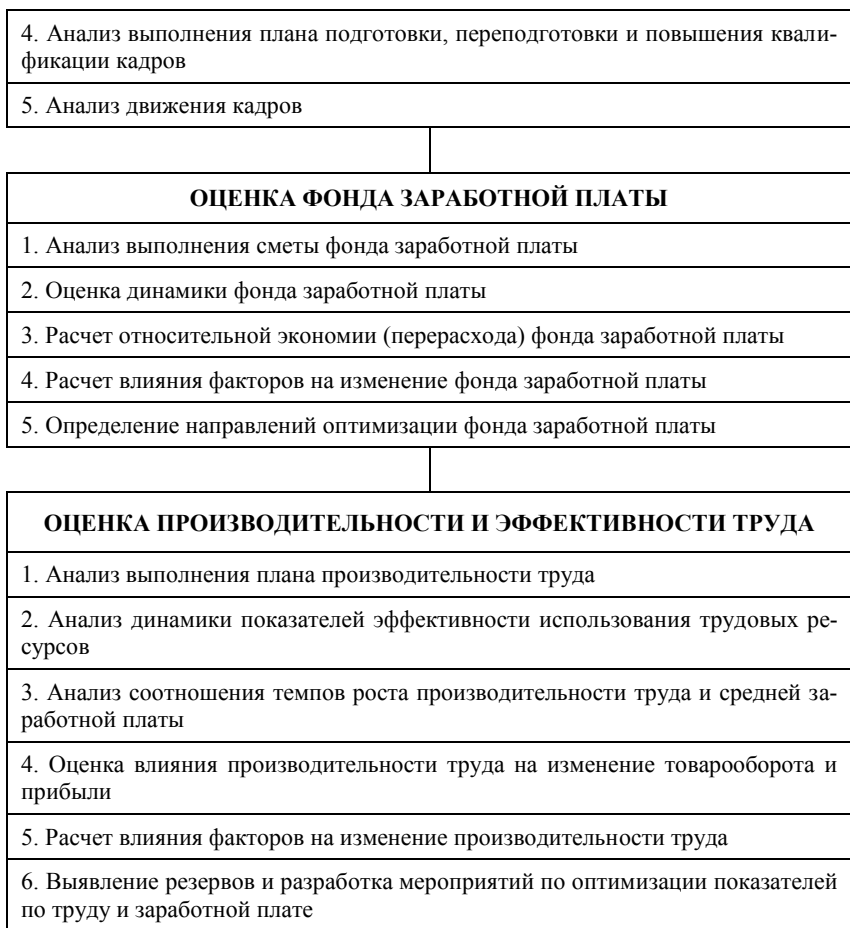 4. Анализ выполнения плана подготовки, переподготовки и повышения квали-
фикации кадров
5. Анализ движения кадров
ОЦЕНКА ФОНДА ЗАРАБОТНОЙ ПЛАТЫ
1. Анализ выполнения сметы фонда заработной платы
2. Оценка динамики фонда заработной платы
3. Расчет относительной экономии (перерасхода) фонда заработной платы
4. Расчет влияния факторов на изменение фонда заработной платы
5. Определение направлений оптимизации фонда заработной платы
ОЦЕНКА ПРОИЗВОДИТЕЛЬНОСТИ И ЭФФЕКТИВНОСТИ ТРУДА
1. Анализ выполнения плана производительности труда
2. Анализ динамики показателей эффективности использования трудовых ре-
сурсов
3. Анализ соотношения темпов роста производительности труда и средней за-
работной платы
4. Оценка влияния производительности труда на изменение товарооборота и
прибыли
5. Расчет влияния факторов на изменение производительности труда
6. Выявление резервов и разработка мероприятий по оптимизации показателей
по труду и заработной плате